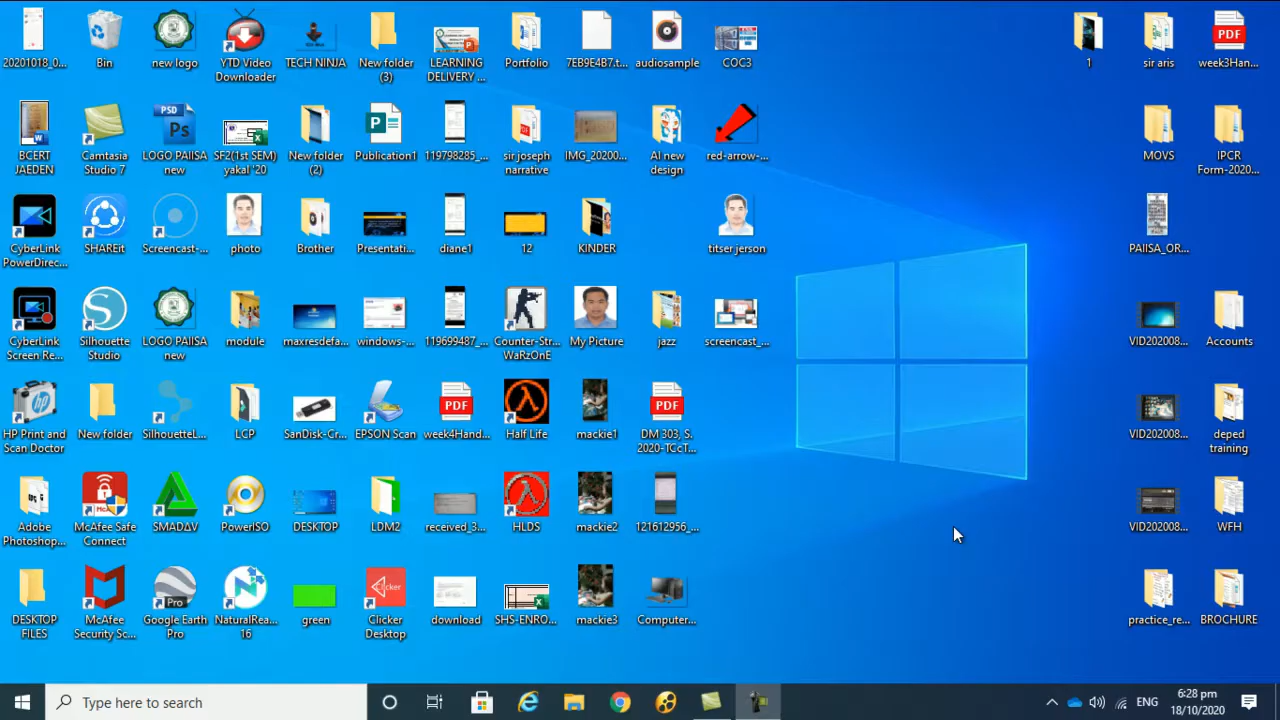 20201018_0...
Bin
new logo
YTD Video
Downloader
TECH NINJA
New folder
(3)
LEARNING
DELIVERY ...
Portfolio
7EB9E4B7.t...
audiosample
COC3
1
sir aris
PDF
week3Han...
BCERT
JAEDEN
Camtasia
Studio 7
PSD
Ps
LOGO PAIISA
new
SF2(1st SEM)
yakal '20
New folder
(2)
Publication1
119798285_...
sir joseph
narrative
IMG_20200...
AI new
design
red-arrow-...
MOVS
IPCR
Form-2020...
CyberLink
PowerDirec...
SHAREit
Screencast-...
photo
Brother
Presentati...
diane1
12
KINDER
titser jerson
PAIISA_OR...
CyberLink
Screen Re...
Silhouette
Studio
LOGO PAIISA
new
module
maxresdefa...
windows-...
119699487_...
Counter-Str...
WaRzOnE
My Picture
jazz
screencast_...
VID202008...
Accounts
HP Print and
Scan Doctor
New folder
SilhouetteL...
LCP
SanDisk-Cr...
EPSON Scan
PDF
week4Hand...
Half Life
mackie1
PDF
DM 303, S.
2020-TCcT...
VID202008...
deped
training
Adobe
Photoshop...
McAfee Safe
Connect
SMADΔV
PowerISO
DESKTOP
LDM2
received_3...
HLDS
mackie2
121612956_...
VID202008...
WFH
DESKTOP
FILES
McAfee
Security Sc...
Pro
Google Earth
Pro
NaturalRea...
16
green
Clicker
Clicker
Desktop
download
SHS-ENRO...
mackie3
Computer...
practice_re...
BROCHURE
Type here to search
ENG
6:28 pm
18/10/2020